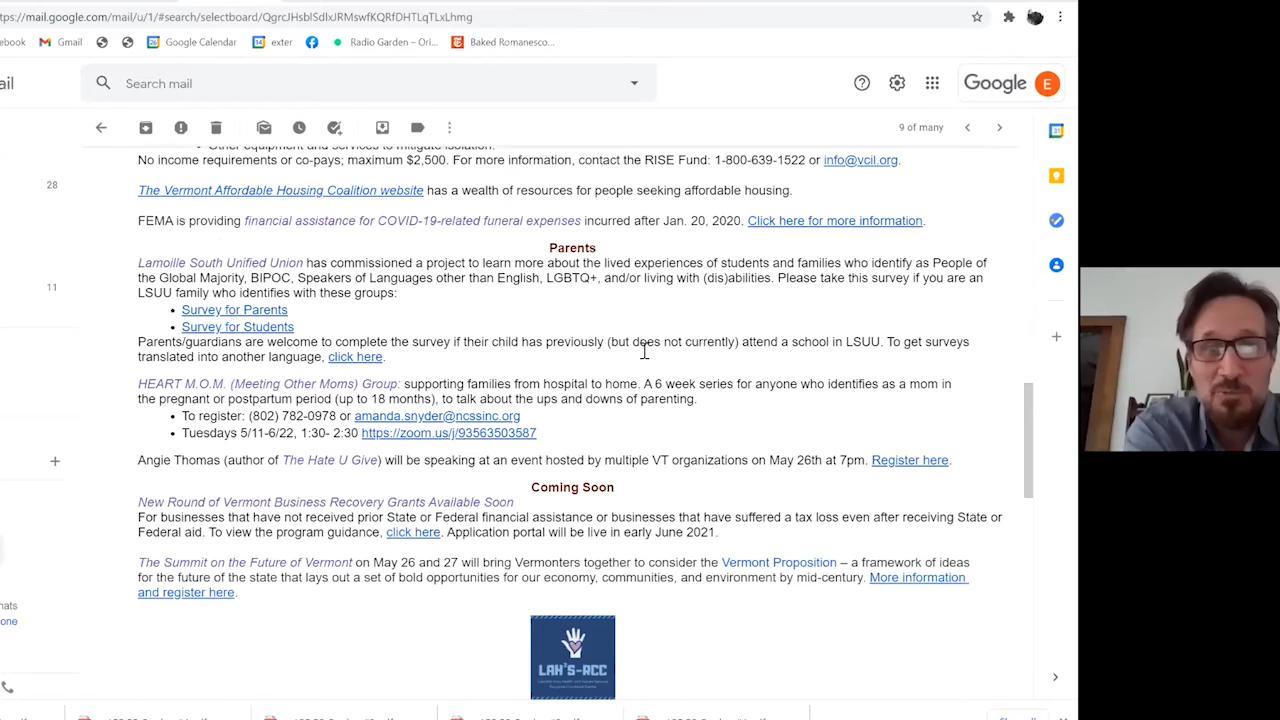 ttps://mail.google.com/mail/u/1/#search/selectboard/QgrcJHsblSdlxJRMswfKQRfDHTLqTLxLhmg
ebook Gmail Google Calendar exter Radio Garden – Ori... Baked Romanesco...
ail Search mail Google E
9 of many
Other equipment and services to mitigate isolation.
No income requirements or co-pays; maximum $2,500. For more information, contact the RISE Fund: 1-800-639-1522 or info@vcil.org.
28
The Vermont Affordable Housing Coalition website has a wealth of resources for people seeking affordable housing.
FEMA is providing financial assistance for COVID-19-related funeral expenses incurred after Jan. 20, 2020. Click here for more information.
Parents
Lamoille South Unified Union has commissioned a project to learn more about the lived experiences of students and families who identify as People of
the Global Majority, BIPOC, Speakers of Languages other than English, LGBTQ+, and/or living with (dis)abilities. Please take this survey if you are an
11
LSUU family who identifies with these groups:
• Survey for Parents
• Survey for Students
Parents/guardians are welcome to complete the survey if their child has previously (but does not currently) attend a school in LSUU. To get surveys
translated into another language, click here.
HEART M.O.M. (Meeting Other Moms) Group: supporting families from hospital to home. A 6 week series for anyone who identifies as a mom in
the pregnant or postpartum period (up to 18 months), to talk about the ups and downs of parenting.
• To register: (802) 782-0978 or amanda.snyder@ncssinc.org
• Tuesdays 5/11-6/22, 1:30- 2:30 https://zoom.us/j/93563503587
Angie Thomas (author of The Hate U Give) will be speaking at an event hosted by multiple VT organizations on May 26th at 7pm. Register here.
Coming Soon
New Round of Vermont Business Recovery Grants Available Soon
For businesses that have not received prior State or Federal financial assistance or businesses that have suffered a tax loss even after receiving State or
Federal aid. To view the program guidance, click here. Application portal will be live in early June 2021.
The Summit on the Future of Vermont on May 26 and 27 will bring Vermonters together to consider the Vermont Proposition – a framework of ideas
for the future of the state that lays out a set of bold opportunities for our economy, communities, and environment by mid-century. More information
and register here.
hats
one
LAH'S-RCC